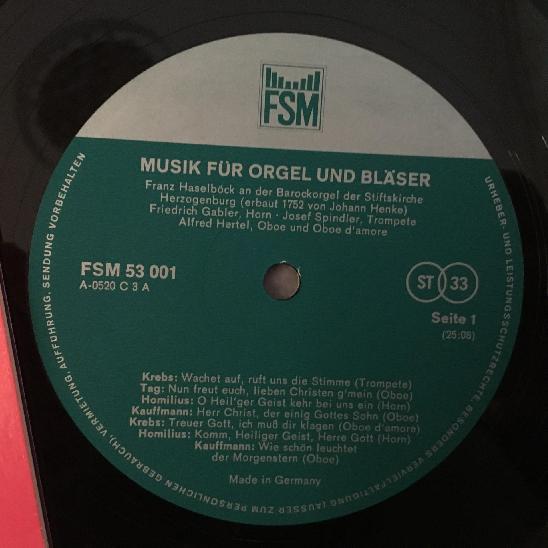 FSM
MUSIK FÜR ORGEL UND BLÄSER
Franz Haselböck an der Barockorgel der Stiftskirche
Herzogenburg (erbaut 1752 von Johann Henke)
Friedrich Gabler, Horn · Josef Spindler, Trompete
Alfred Hertel, Oboe und Oboe d'amore
FSM 53 001
A-0520 C 3 A
ST 33
Seite 1
(25:08)
Krebs: Wachet auf, ruft uns die Stimme (Trompete)
Tag: Nun freut euch, lieben Christen g'mein (Oboe)
Homilius: O Heil'ger Geist kehr bei uns ein (Horn)
Kauffmann: Herr Christ, der einig Gottes Sohn (Oboe)
Krebs: Treuer Gott, ich muß dir klagen (Oboe d'amore)
Homilius: Komm, Heiliger Geist, Herre Gott (Horn)
Kauffmann: Wie schön leuchtet
der Morgenstern (Oboe)
Made in Germany
URHEBER- UND LEISTUNGSSCHUTZRECHTE, BESONDERS VERVIELFÄLTIGUNG (AUSSER ZUM PERSÖNLICHEN GEBRAUCH), VERMIETUNG, AUFFÜHRUNG, SENDUNG VORBEHALTEN